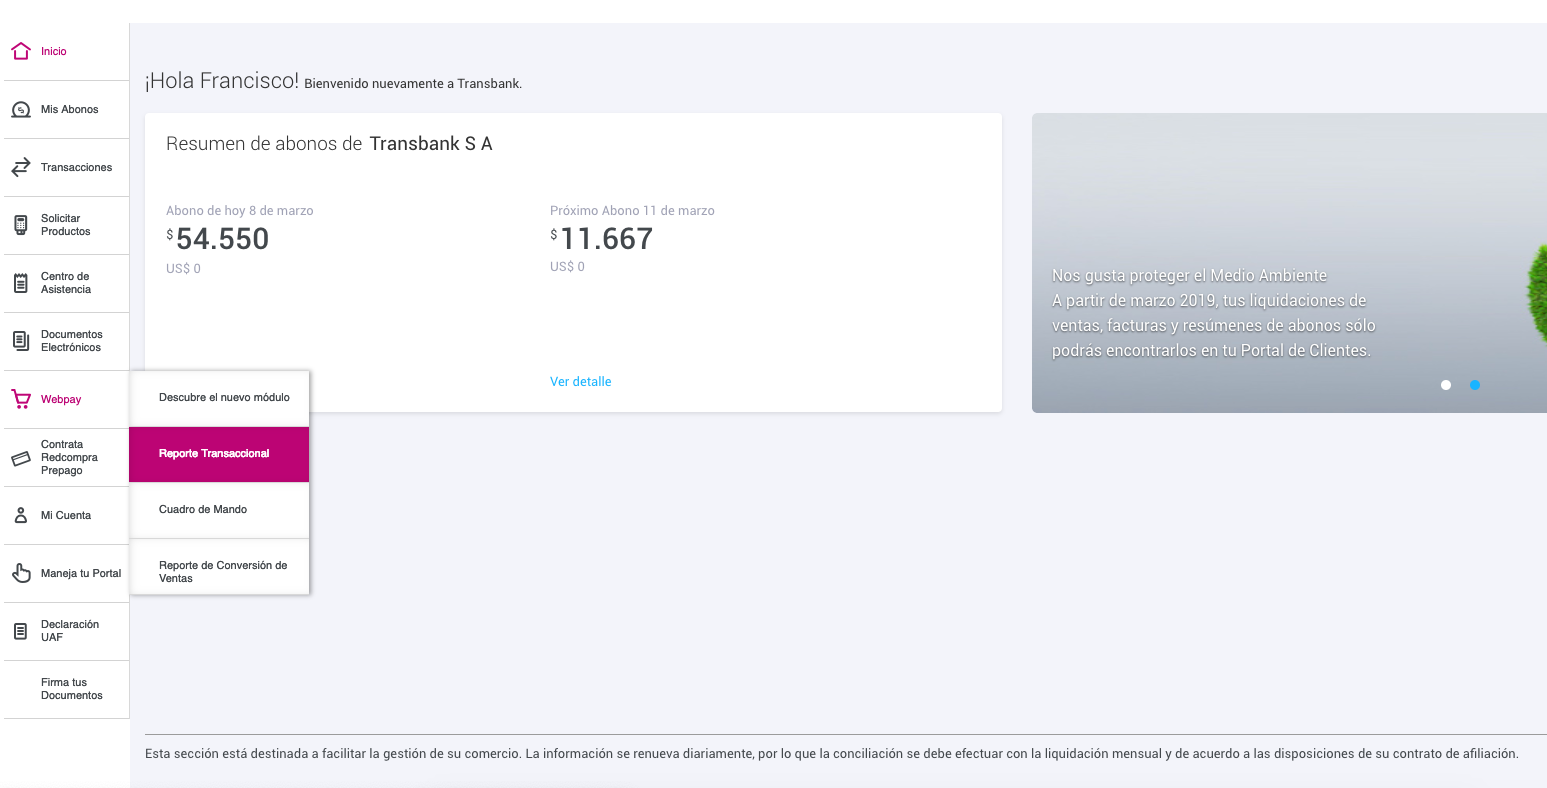 Inicio
Mis Abonos
Transacciones
Solicitar
Productos
Centro de
Asistencia
Documentos
Electrónicos
Webpay
Contrata
Redcompra
Prepago
Mi Cuenta
Maneja tu Portal
Declaración
UAF
Firma tus
Documentos
Descubre el nuevo módulo
Reporte Transaccional
Cuadro de Mando
Reporte de Conversión de
Ventas
¡Hola Francisco! Bienvenido nuevamente a Transbank.
Resumen de abonos de Transbank S A
Abono de hoy 8 de marzo
$54.550
US$ 0
Próximo Abono 11 de marzo
$11.667
US$ 0
Ver detalle
Nos gusta proteger el Medio Ambiente
A partir de marzo 2019, tus liquidaciones de
ventas, facturas y resúmenes de abonos sólo
podrás encontrarlos en tu Portal de Clientes.
Esta sección está destinada a facilitar la gestión de su comercio. La información se renueva diariamente, por lo que la conciliación se debe efectuar con la liquidación mensual y de acuerdo a las disposiciones de su contrato de afiliación.